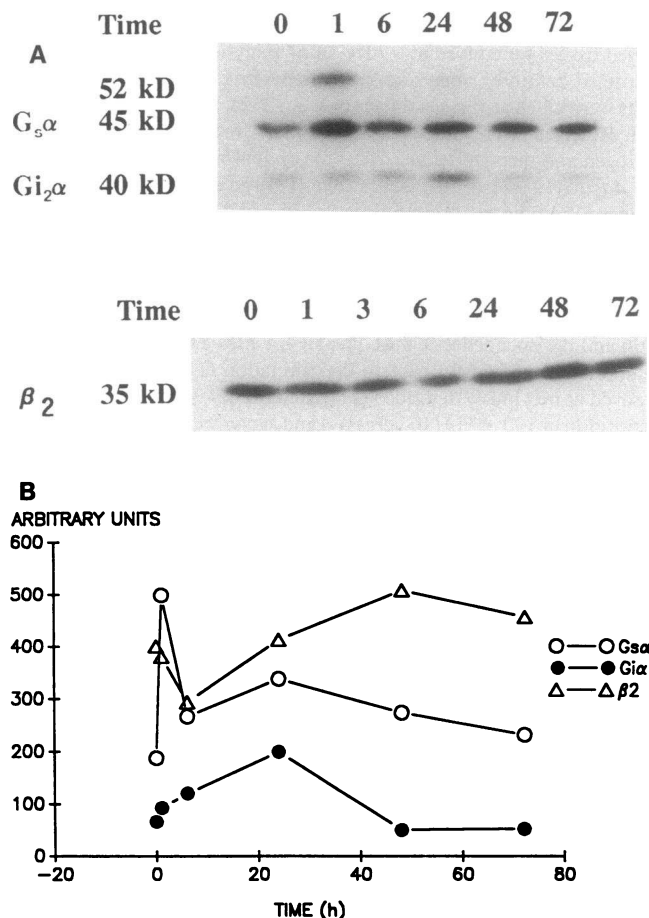 Time 0 1 6 24 48 72
A
52 kD
Gsα 45 kD
Gi2α 40 kD
Time 0 1 3 6 24 48 72
β2 35 kD
B
ARBITRARY UNITS
600
500
400
300
200
100
0
-20 0 20 40 60 80
TIME (h)
Gsα
Giα
β2